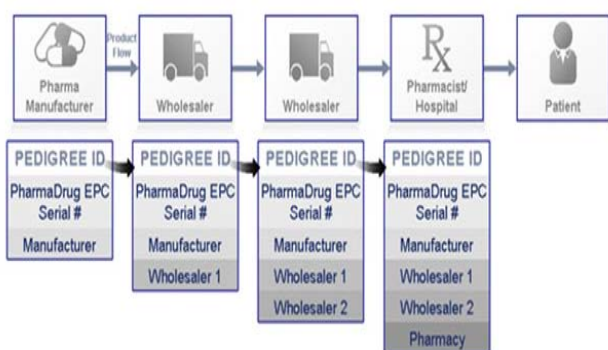 Product
Flow
Pharma
Manufacturer
Wholesaler
Wholesaler
Rx
Pharmacist/
Hospital
Patient
PEDIGREE ID
PharmaDrug EPC
Serial #
Manufacturer
PEDIGREE ID
PharmaDrug EPC
Serial #
Manufacturer
Wholesaler 1
PEDIGREE ID
PharmaDrug EPC
Serial #
Manufacturer
Wholesaler 1
Wholesaler 2
PEDIGREE ID
PharmaDrug EPC
Serial #
Manufacturer
Wholesaler 1
Wholesaler 2
Pharmacy